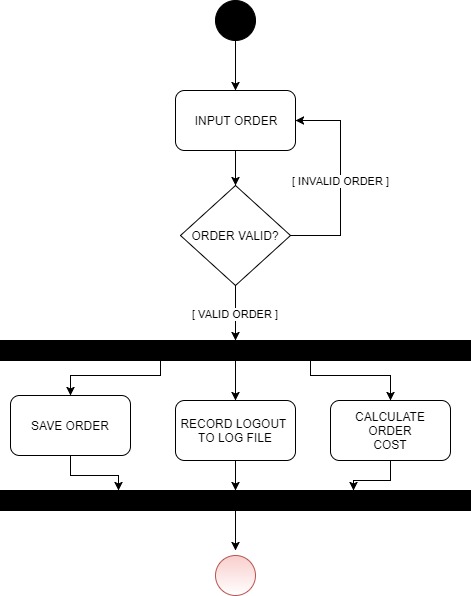 INPUT ORDER
[ INVALID ORDER ]
ORDER VALID?
[ VALID ORDER ]
SAVE ORDER
RECORD LOGOUT
TO LOG FILE
CALCULATE
ORDER
COST